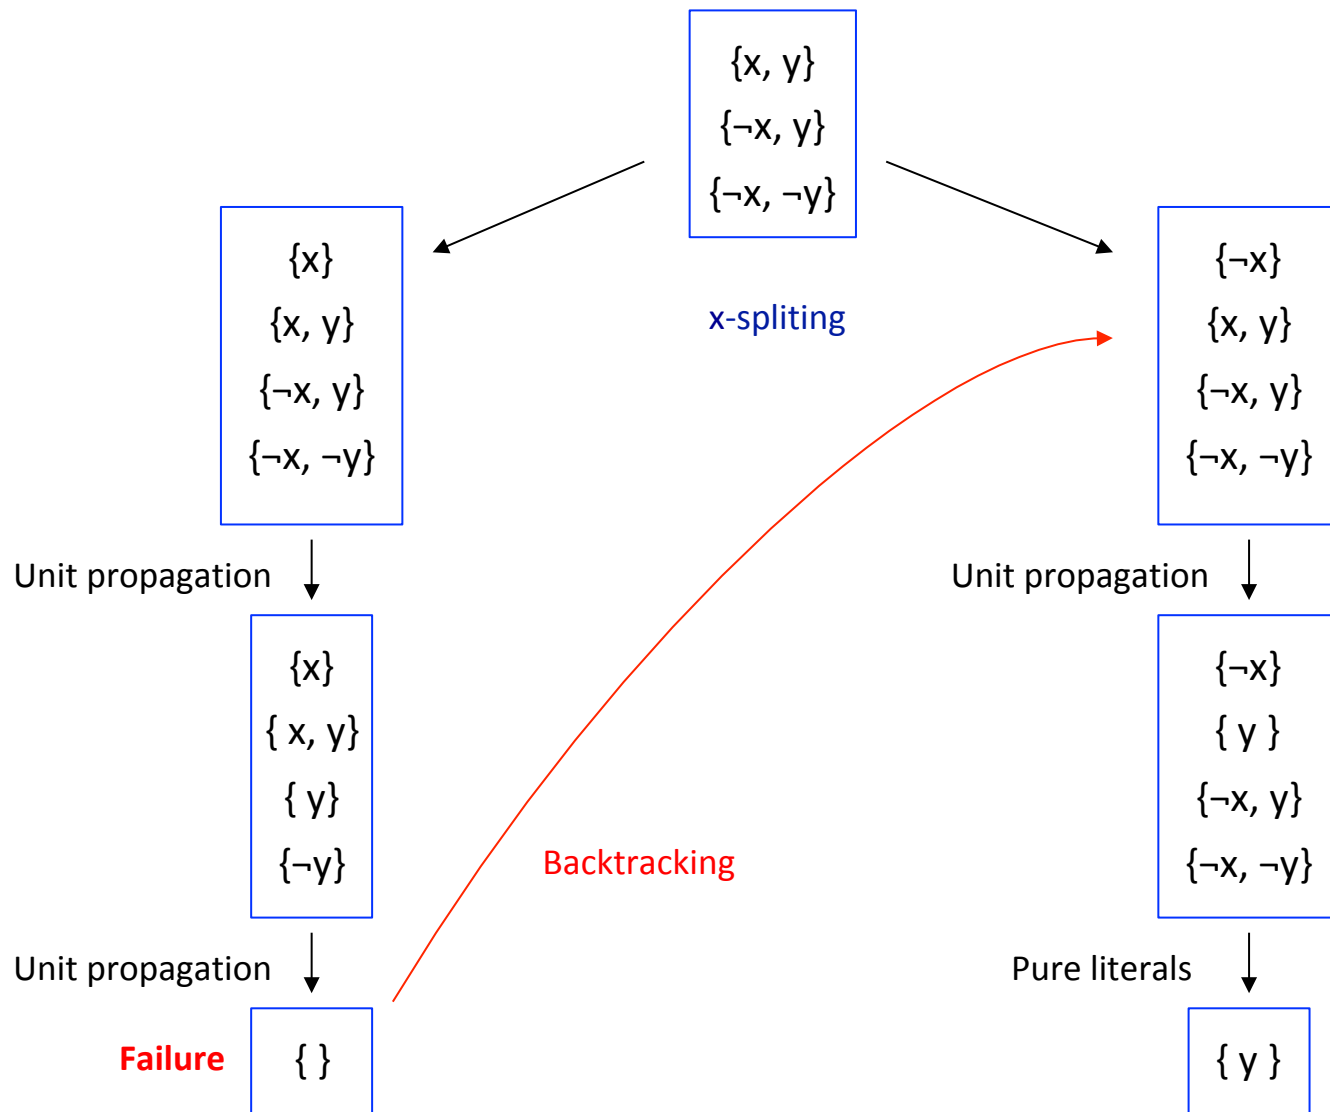 {x, y}
{¬x, y}
{¬x, ¬y}
x-spliting
{x}
{x, y}
{¬x, y}
{¬x, ¬y}
{¬x}
{x, y}
{¬x, y}
{¬x, ¬y}
Unit propagation
Unit propagation
{x}
{ x, y}
{ y}
{¬y}
{¬x}
{ y }
{¬x, y}
{¬x, ¬y}
Backtracking
Unit propagation
Pure literals
Failure
{ }
{ y }